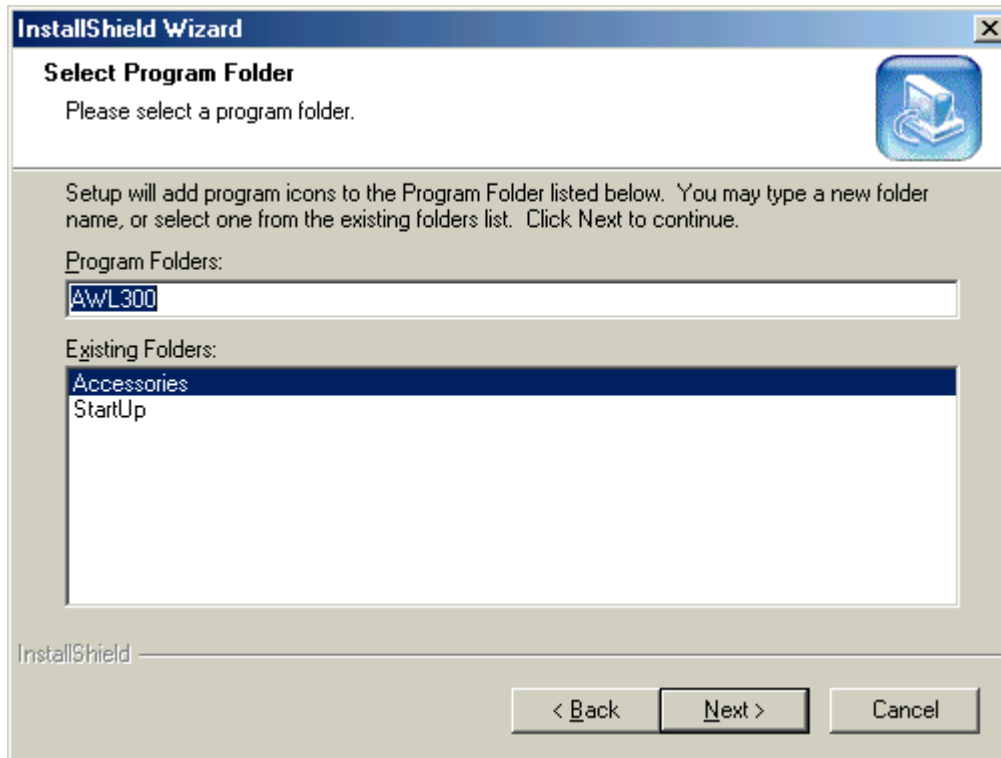 InstallShield Wizard
Select Program Folder
Please select a program folder.
Setup will add program icons to the Program Folder listed below.  You may type a new folder
name, or select one from the existing folders list.  Click Next to continue.
Program Folders:
AWL300
Existing Folders:
Accessories
StartUp
InstallShield
< Back
Next >
Cancel